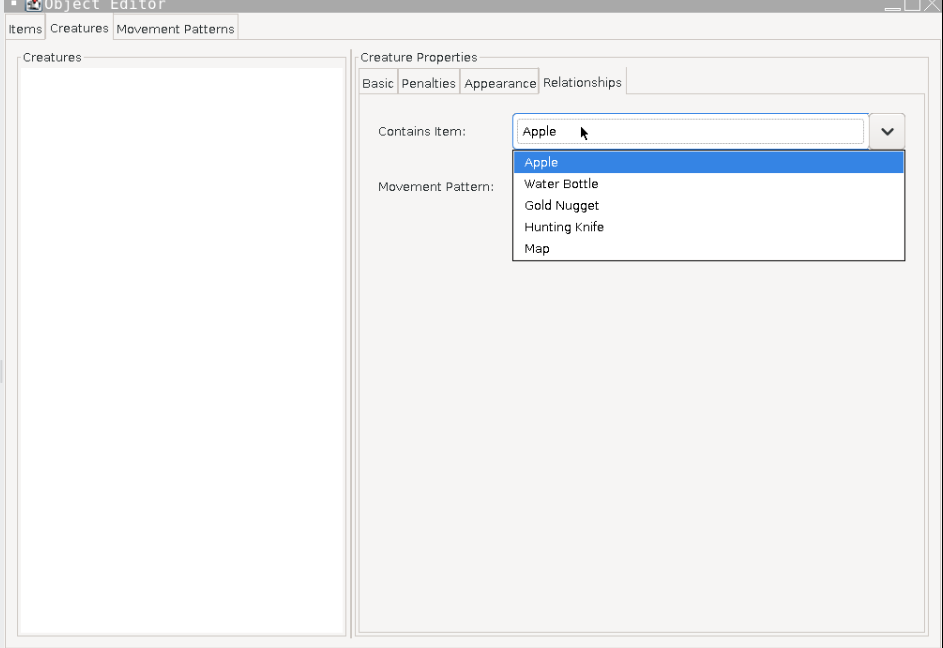 Object Editor
Items Creatures Movement Patterns
Creatures
Creature Properties
Basic Penalties Appearance Relationships
Contains Item: Apple
Apple
Water Bottle
Movement Pattern:
Gold Nugget
Hunting Knife
Map